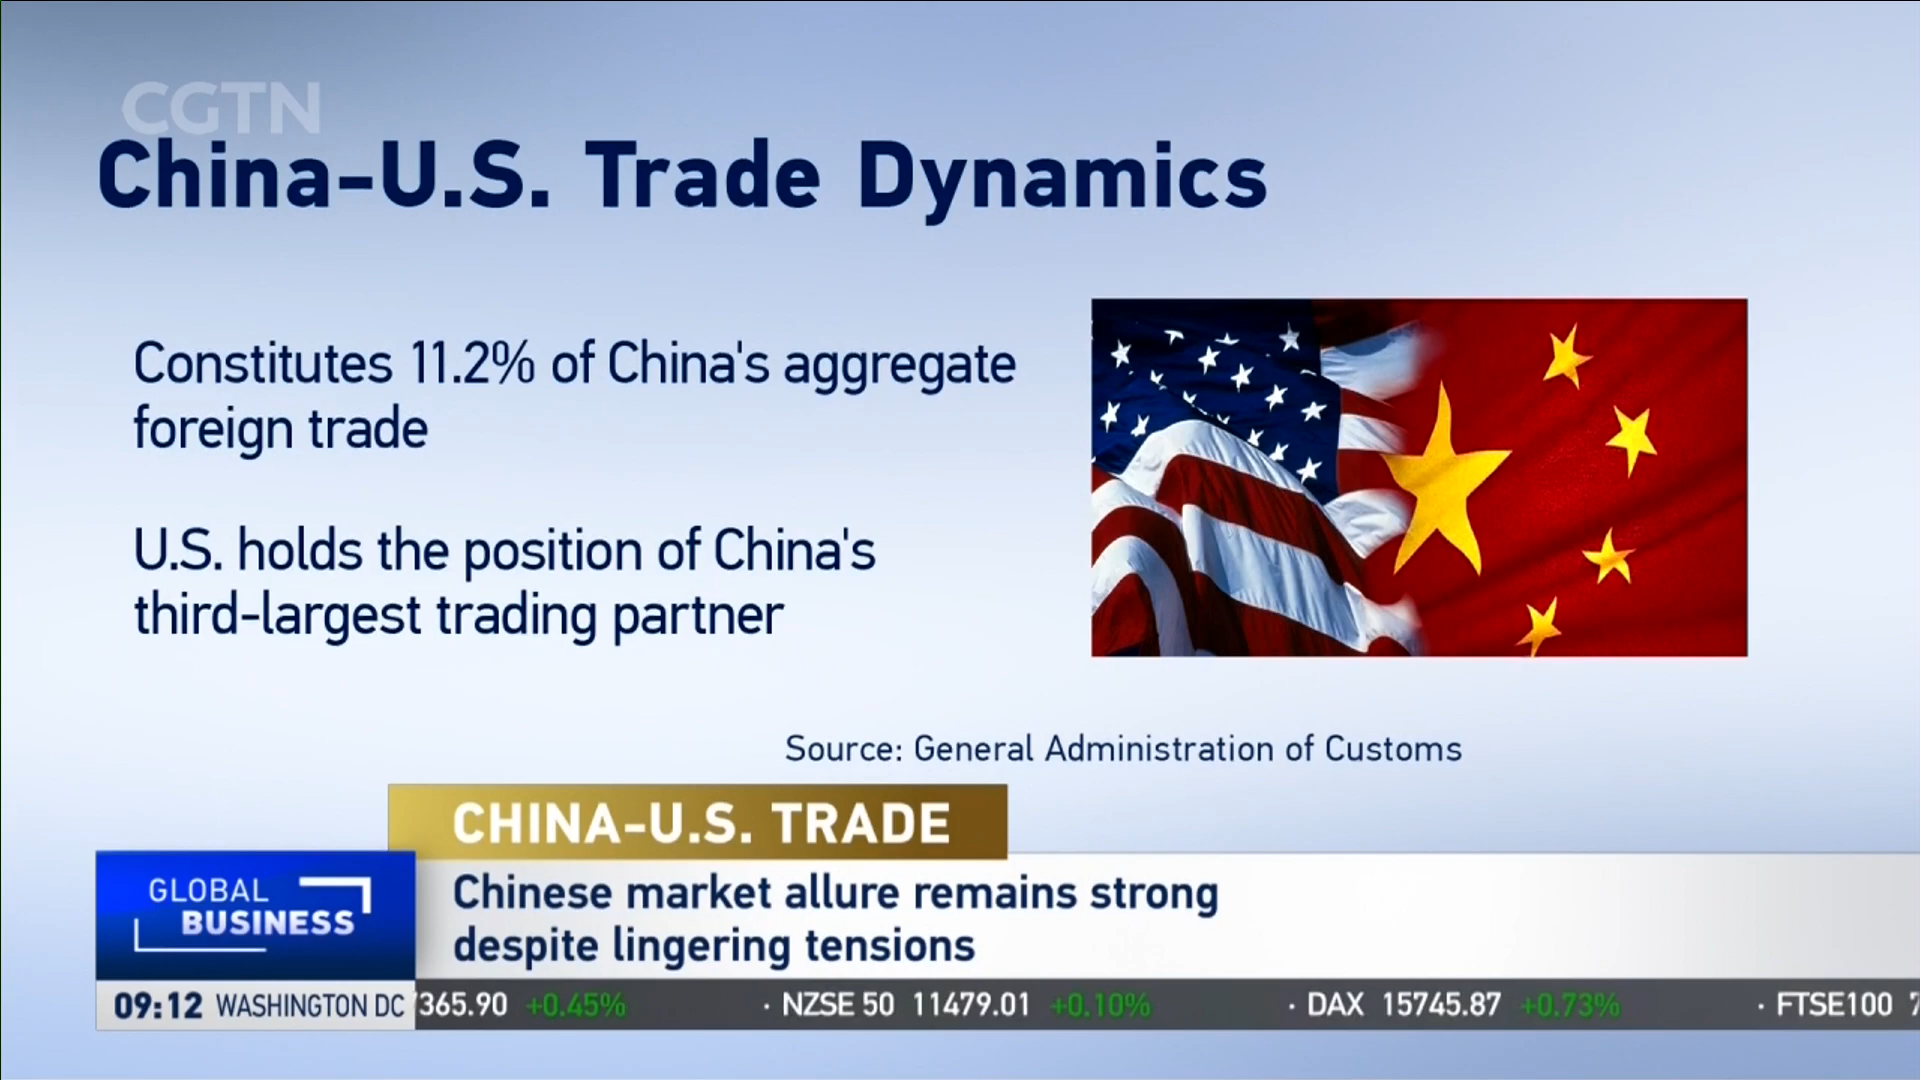 CGTN
China-U.S. Trade Dynamics
Constitutes 11.2% of China's aggregate
foreign trade
U.S. holds the position of China's
third-largest trading partner
Source: General Administration of Customs
CHINA-U.S. TRADE
Chinese market allure remains strong
despite lingering tensions
GLOBAL
BUSINESS
09:12 WASHINGTON DC 365.90 +0.45% · NZSE 50 11479.01 +0.10% · DAX 15745.87 +0.73% · FTSE100